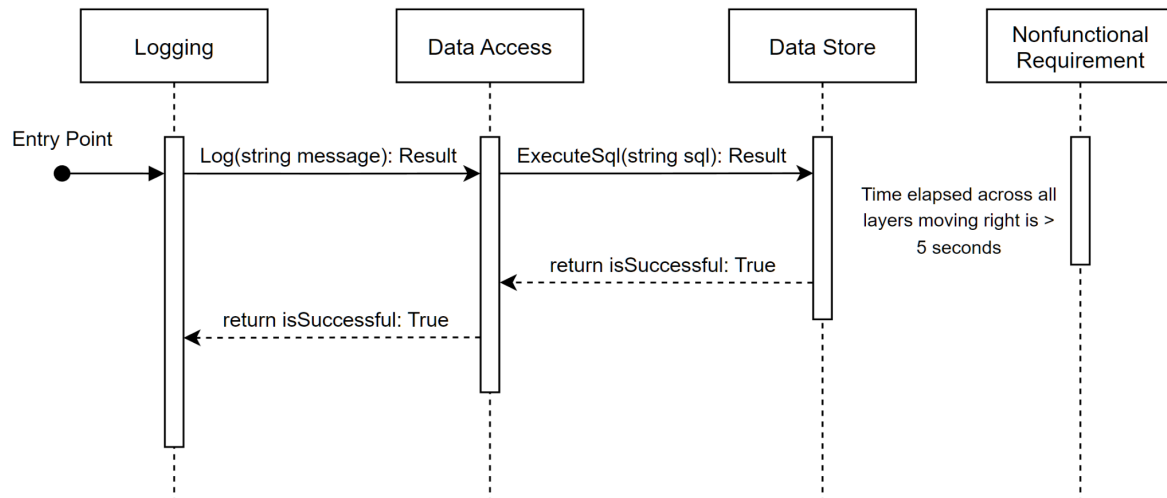 Logging
Data Access
Data Store
Nonfunctional
Requirement
Entry Point
Log(string message): Result
ExecuteSql(string sql): Result
Time elapsed across all
layers moving right is >
5 seconds
return isSuccessful: True
return isSuccessful: True